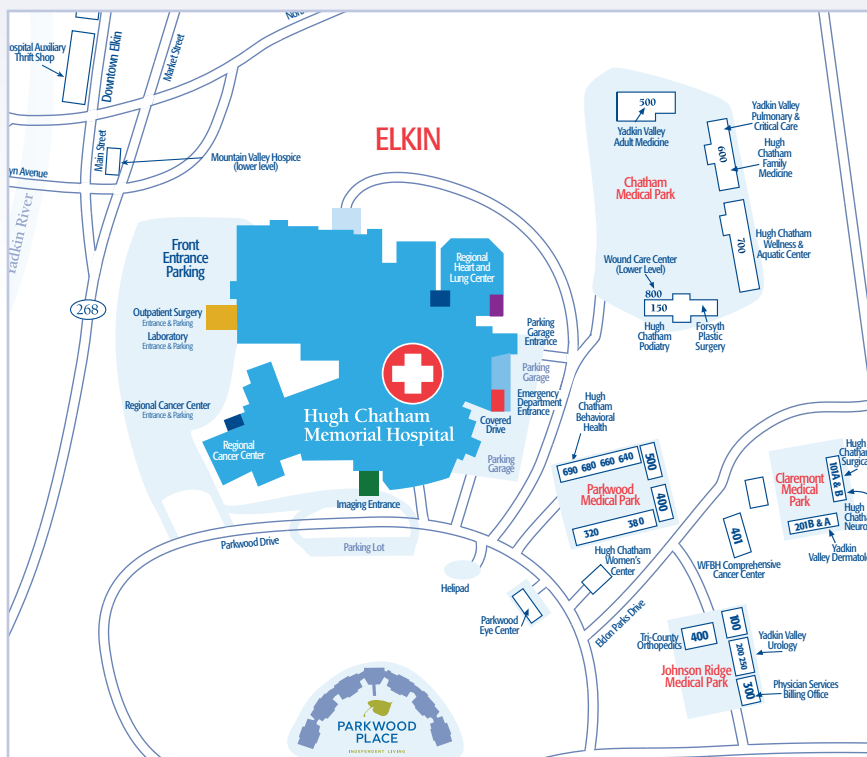 Nor
ospital Auxiliary
Thrift Shop
Downtown Elkin
Market Street
Main Street
Mountain Valley Hospice
(lower level)
yn Avenue
Yadkin River
268
ELKIN
Front
Entrance
Parking
Outpatient Surgery
Entrance & Parking
Laboratory
Entrance & Parking
Regional Cancer Center
Entrance & Parking
Regional
Heart and
Lung Center
Parking
Garage
Entrance
Parking
Garage
Emergency
Department
Entrance
Covered
Drive
Parking
Garage
Hugh Chatham
Memorial Hospital
Regional
Cancer Center
Imaging Entrance
Parkwood Drive
Parking Lot
Helipad
Parkwood
Eye Center
PARKWOOD
PLACE
INDEPENDENT LIVING
500
Yadkin Valley
Adult Medicine
Yadkin Valley
Pulmonary &
Critical Care
600
Hugh
Chatham
Family
Medicine
Chatham
Medical Park
700
Hugh Chatham
Wellness &
Aquatic Center
Wound Care Center
(Lower Level)
800
150
Hugh
Chatham
Podiatry
Forsyth
Plastic
Surgery
Hugh
Chatham
Behavioral
Health
690 680 660 640
500
Parkwood
Medical Park
400
320
380
Hugh Chatham
Women's
Center
Eldon Parks Drive
Claremont
Medical
Park
101A & B
Hugh
Chatha
Surgica
Hugh
Chath
Neuro
201B & A
Yadkin
Valley Dermatol
401
WFBH Comprehensive
Cancer Center
Tri-County
Orthopedics
400
100
200 250
300
Yadkin Valley
Urology
Johnson Ridge
Medical Park
Physician Services
Billing Office